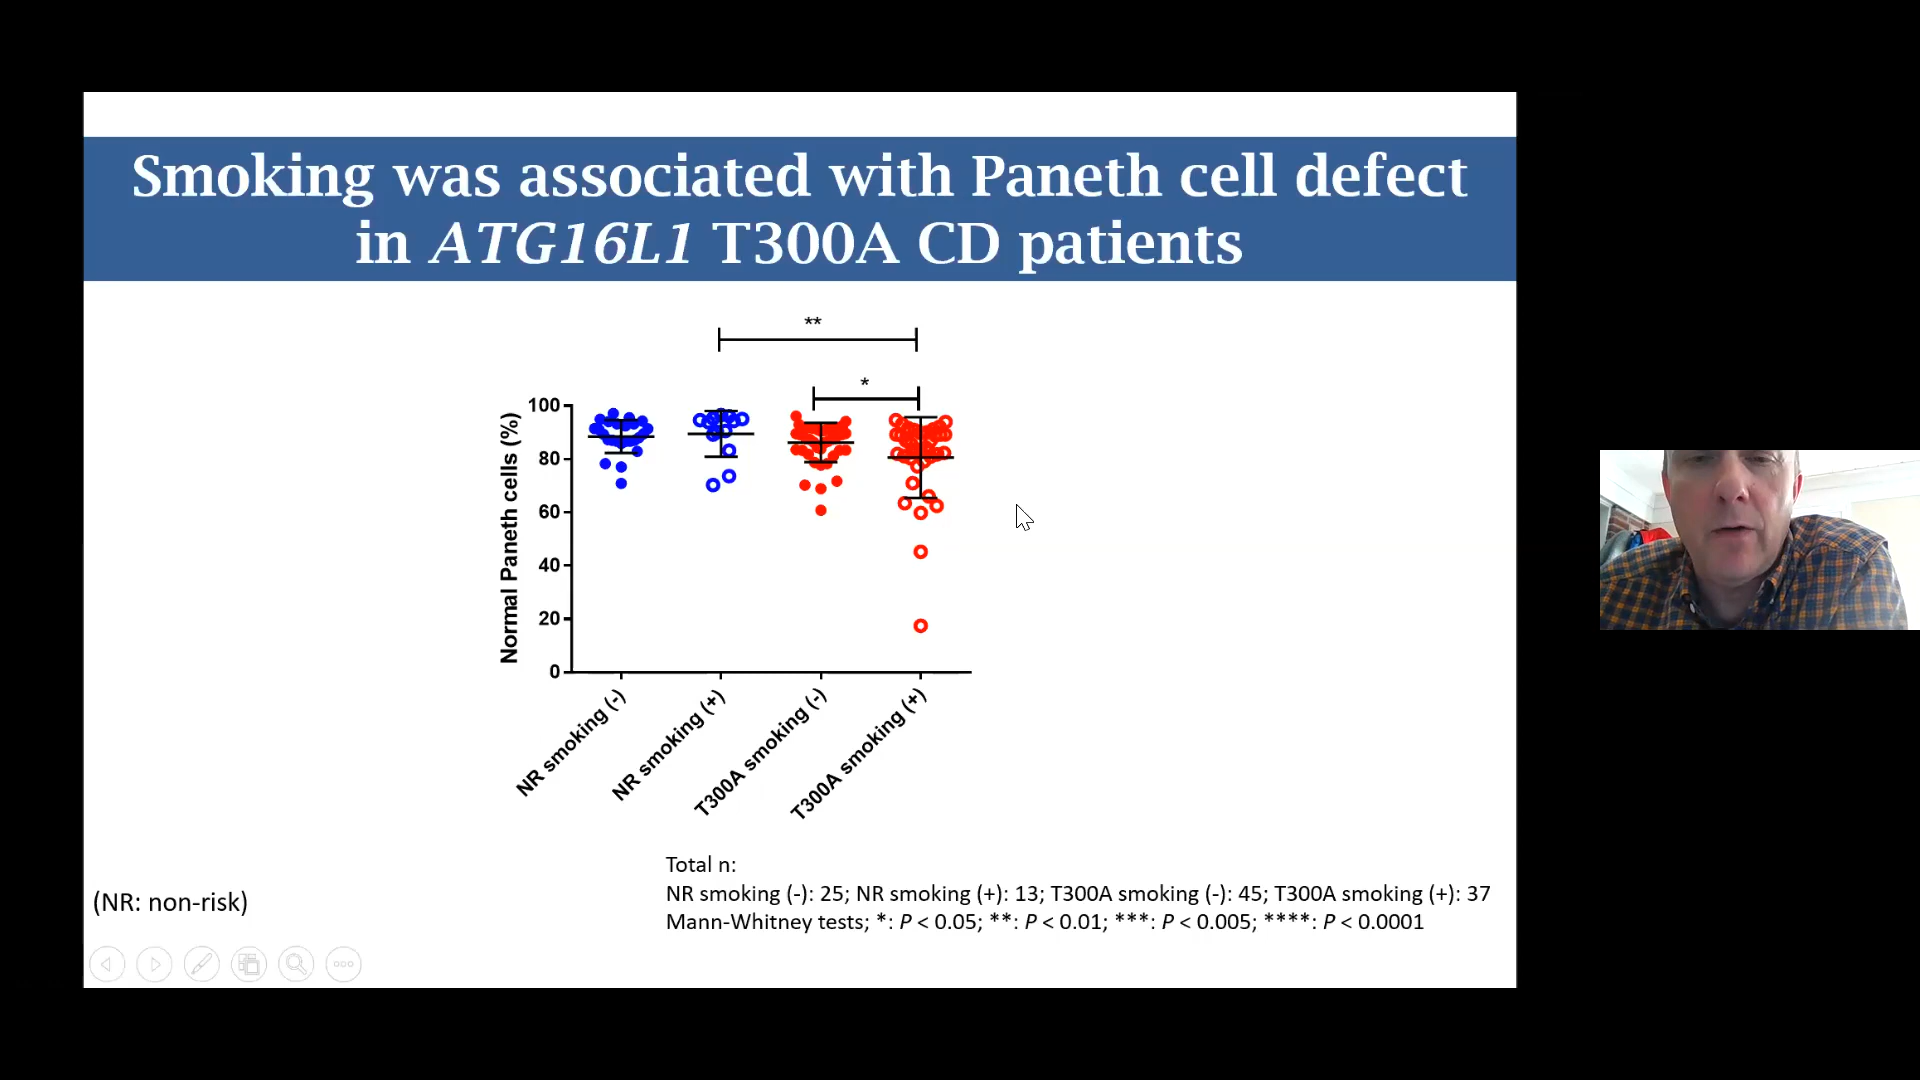 Smoking was associated with Paneth cell defect
in ATG16L1 T300A CD patients
**
*
Normal Paneth cells (%)
100
80
60
40
20
0
NR smoking (-)
NR smoking (+)
T300A smoking (-)
T300A smoking (+)
Total n:
NR smoking (-): 25; NR smoking (+): 13; T300A smoking (-): 45; T300A smoking (+): 37
Mann-Whitney tests; *: P < 0.05; **: P < 0.01; ***: P < 0.005; ****: P < 0.0001
(NR: non-risk)